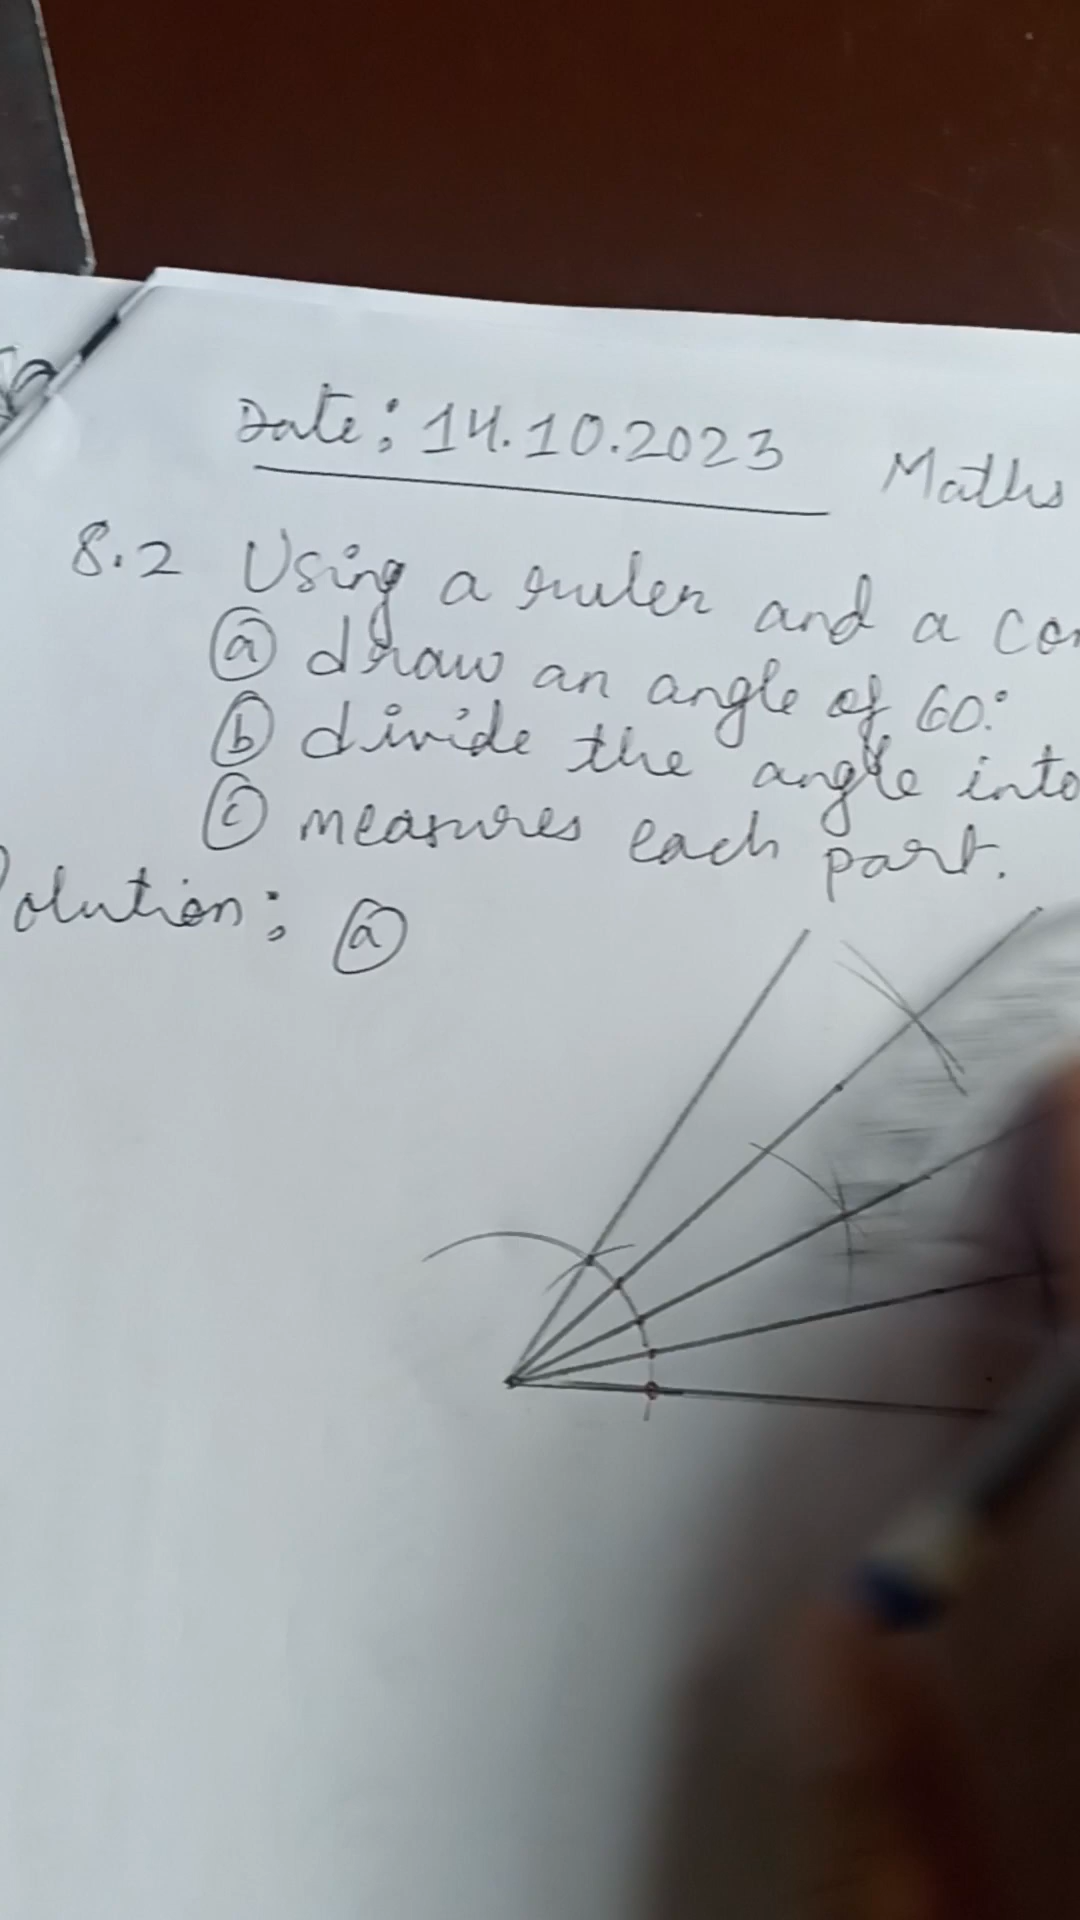 Date: 14.10.2023 Maths
8.2 Using a ruler and a
(a) draw an angle of 60°.
(b) divide the angle into
(c) measures each part.
olution: (a)